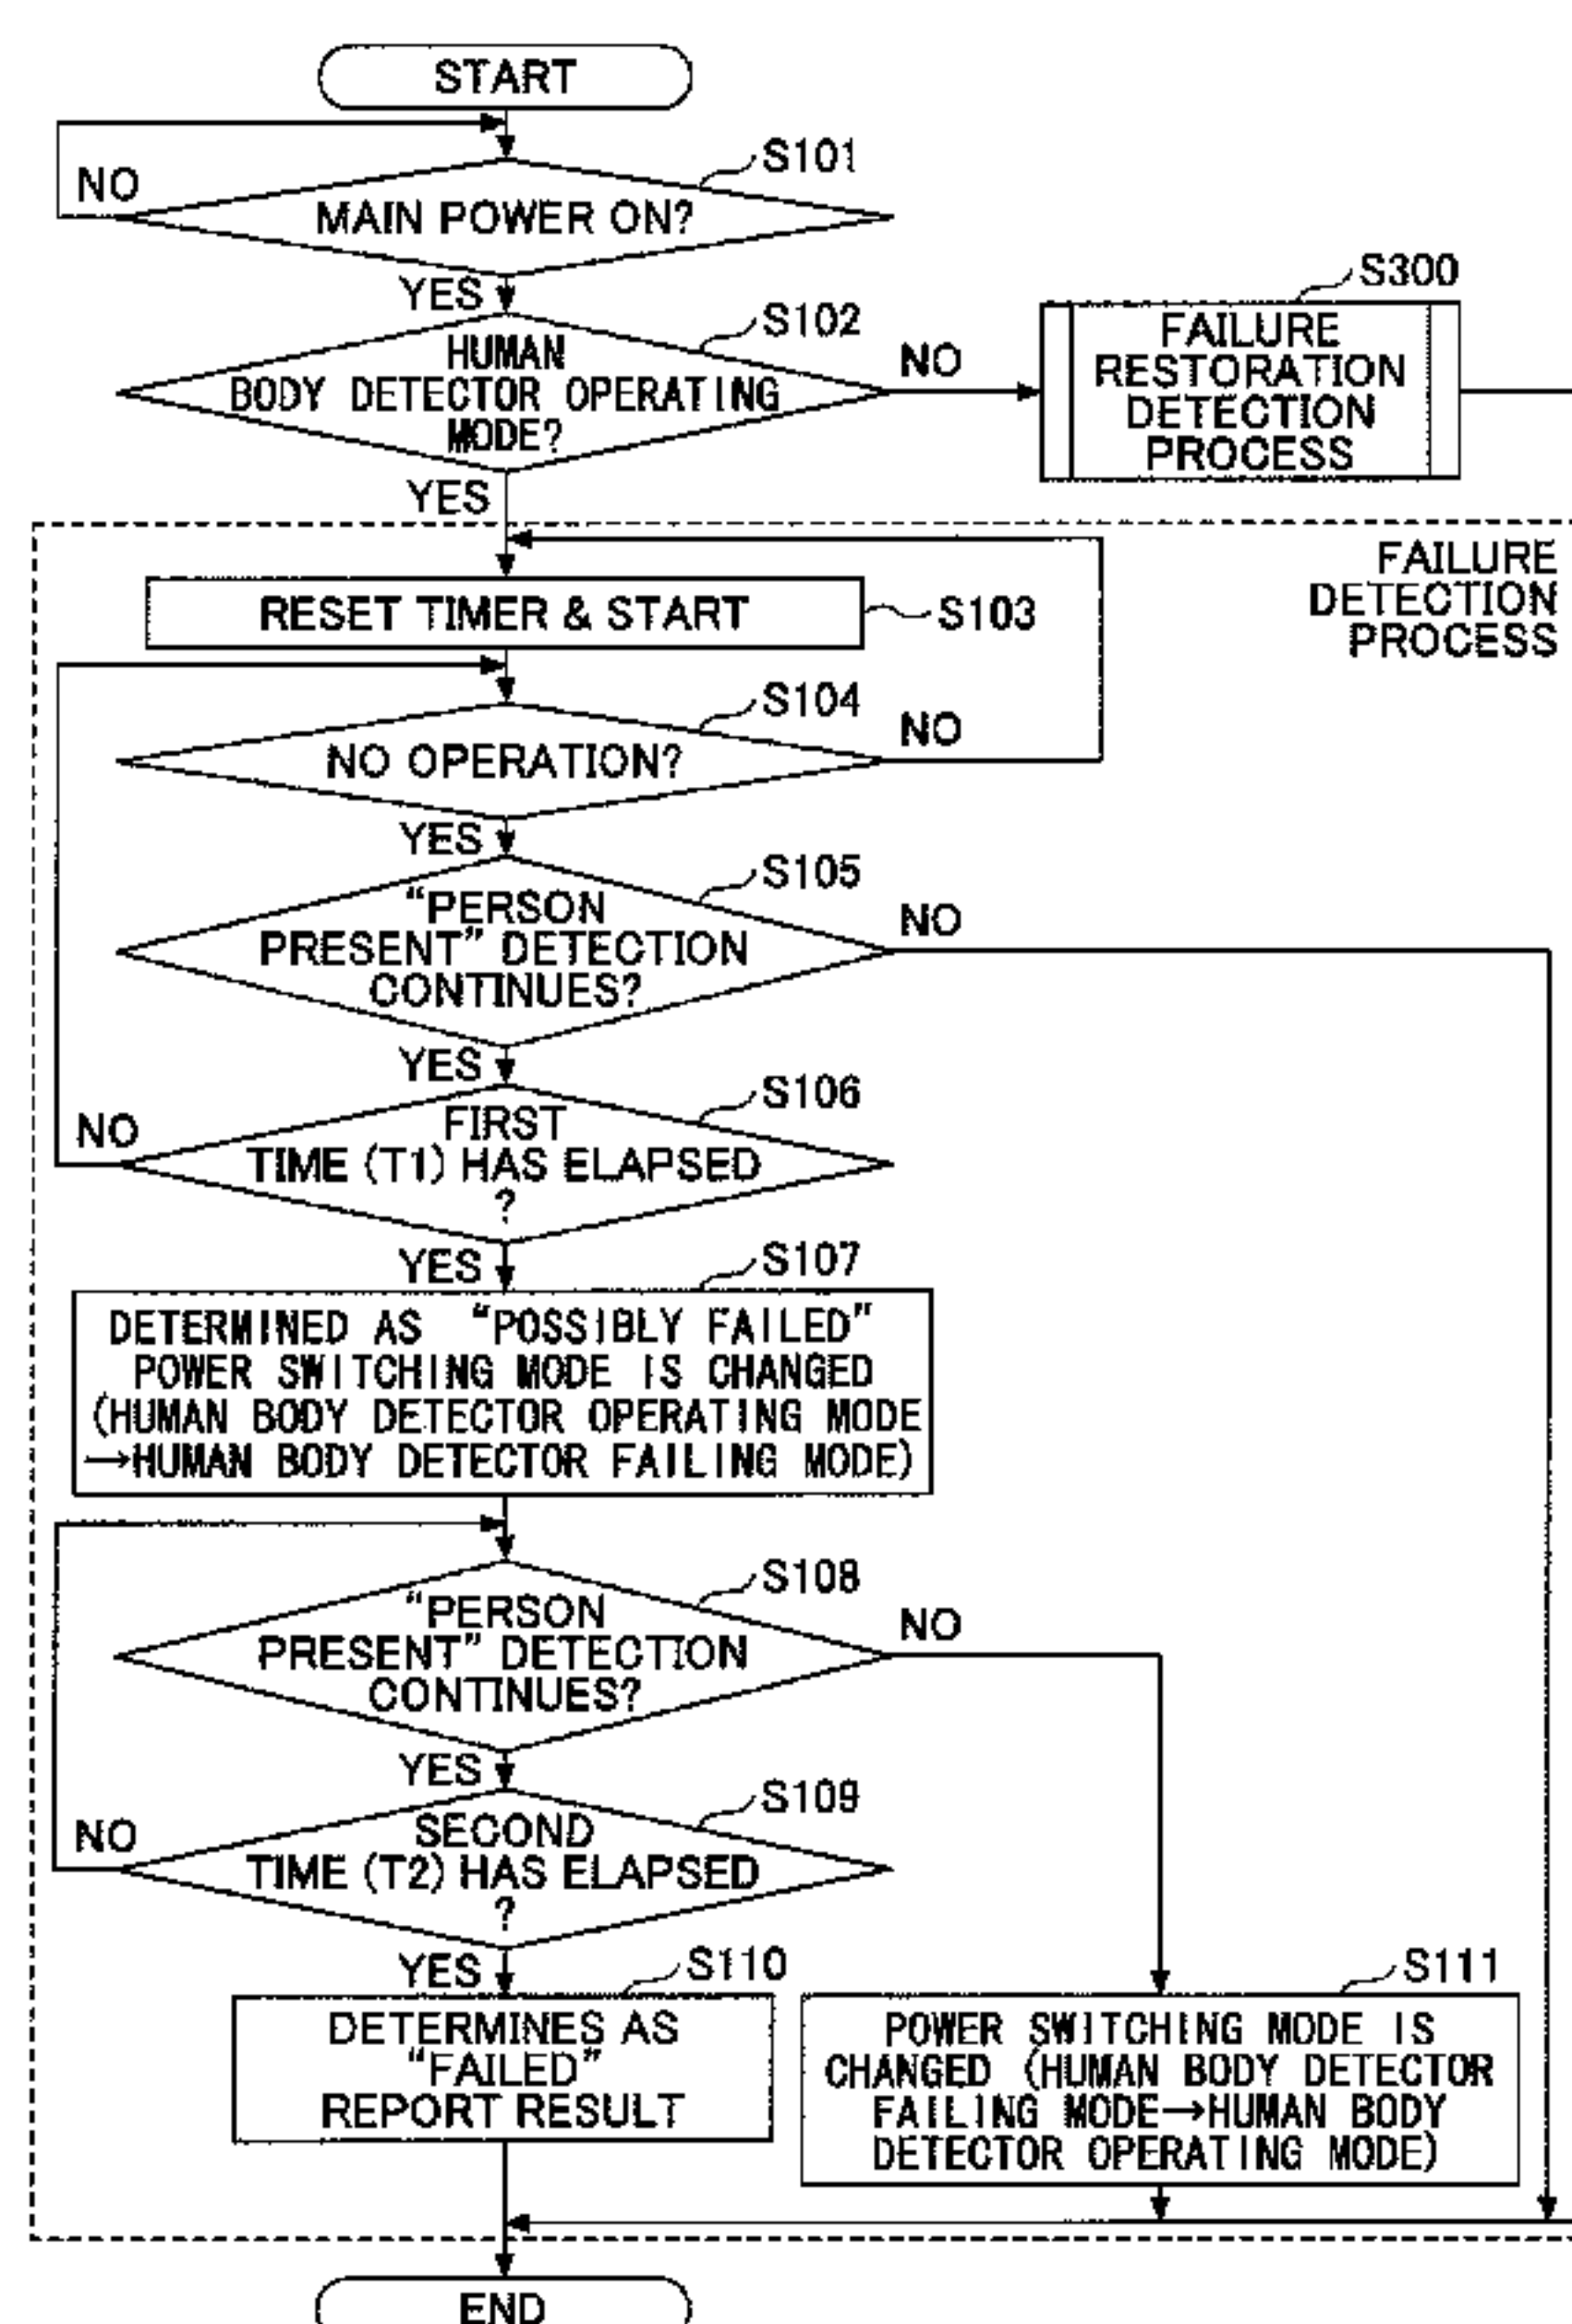 START
S101
NO
MAIN POWER ON?
YES
S102
S300
HUMAN
BODY DETECTOR OPERATING
MODE?
NO
FAILURE
RESTORATION
DETECTION
PROCESS
YES
FAILURE
DETECTION
PROCESS
RESET TIMER & START
S103
S104
NO OPERATION?
NO
YES
S105
“PERSON
PRESENT” DETECTION
CONTINUES?
NO
YES
S106
NO
FIRST
TIME (T1) HAS ELAPSED
?
YES
S107
DETERMINED AS “POSSIBLY FAILED”
POWER SWITCHING MODE IS CHANGED
(HUMAN BODY DETECTOR OPERATING MODE
→HUMAN BODY DETECTOR FAILING MODE)
S108
“PERSON
PRESENT” DETECTION
CONTINUES?
NO
YES
S109
NO
SECOND
TIME (T2) HAS ELAPSED
?
YES
S110
DETERMINES AS
“FAILED”
REPORT RESULT
S111
POWER SWITCHING MODE IS
CHANGED (HUMAN BODY DETECTOR
FAILING MODE→HUMAN BODY
DETECTOR OPERATING MODE)
END